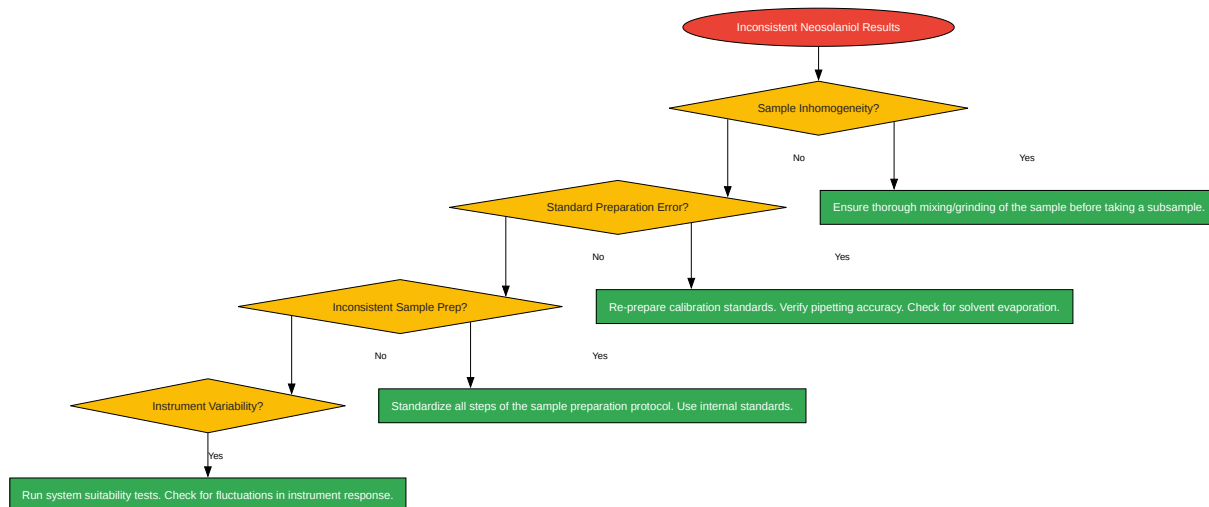 Inconsistent Neosolaniol Results
Sample Inhomogeneity?
No
Yes
Standard Preparation Error?
Ensure thorough mixing/grinding of the sample before taking a subsample.
No
Yes
Inconsistent Sample Prep?
Re-prepare calibration standards. Verify pipetting accuracy. Check for solvent evaporation.
No
Yes
Instrument Variability?
Standardize all steps of the sample preparation protocol. Use internal standards.
Yes
Run system suitability tests. Check for fluctuations in instrument response.